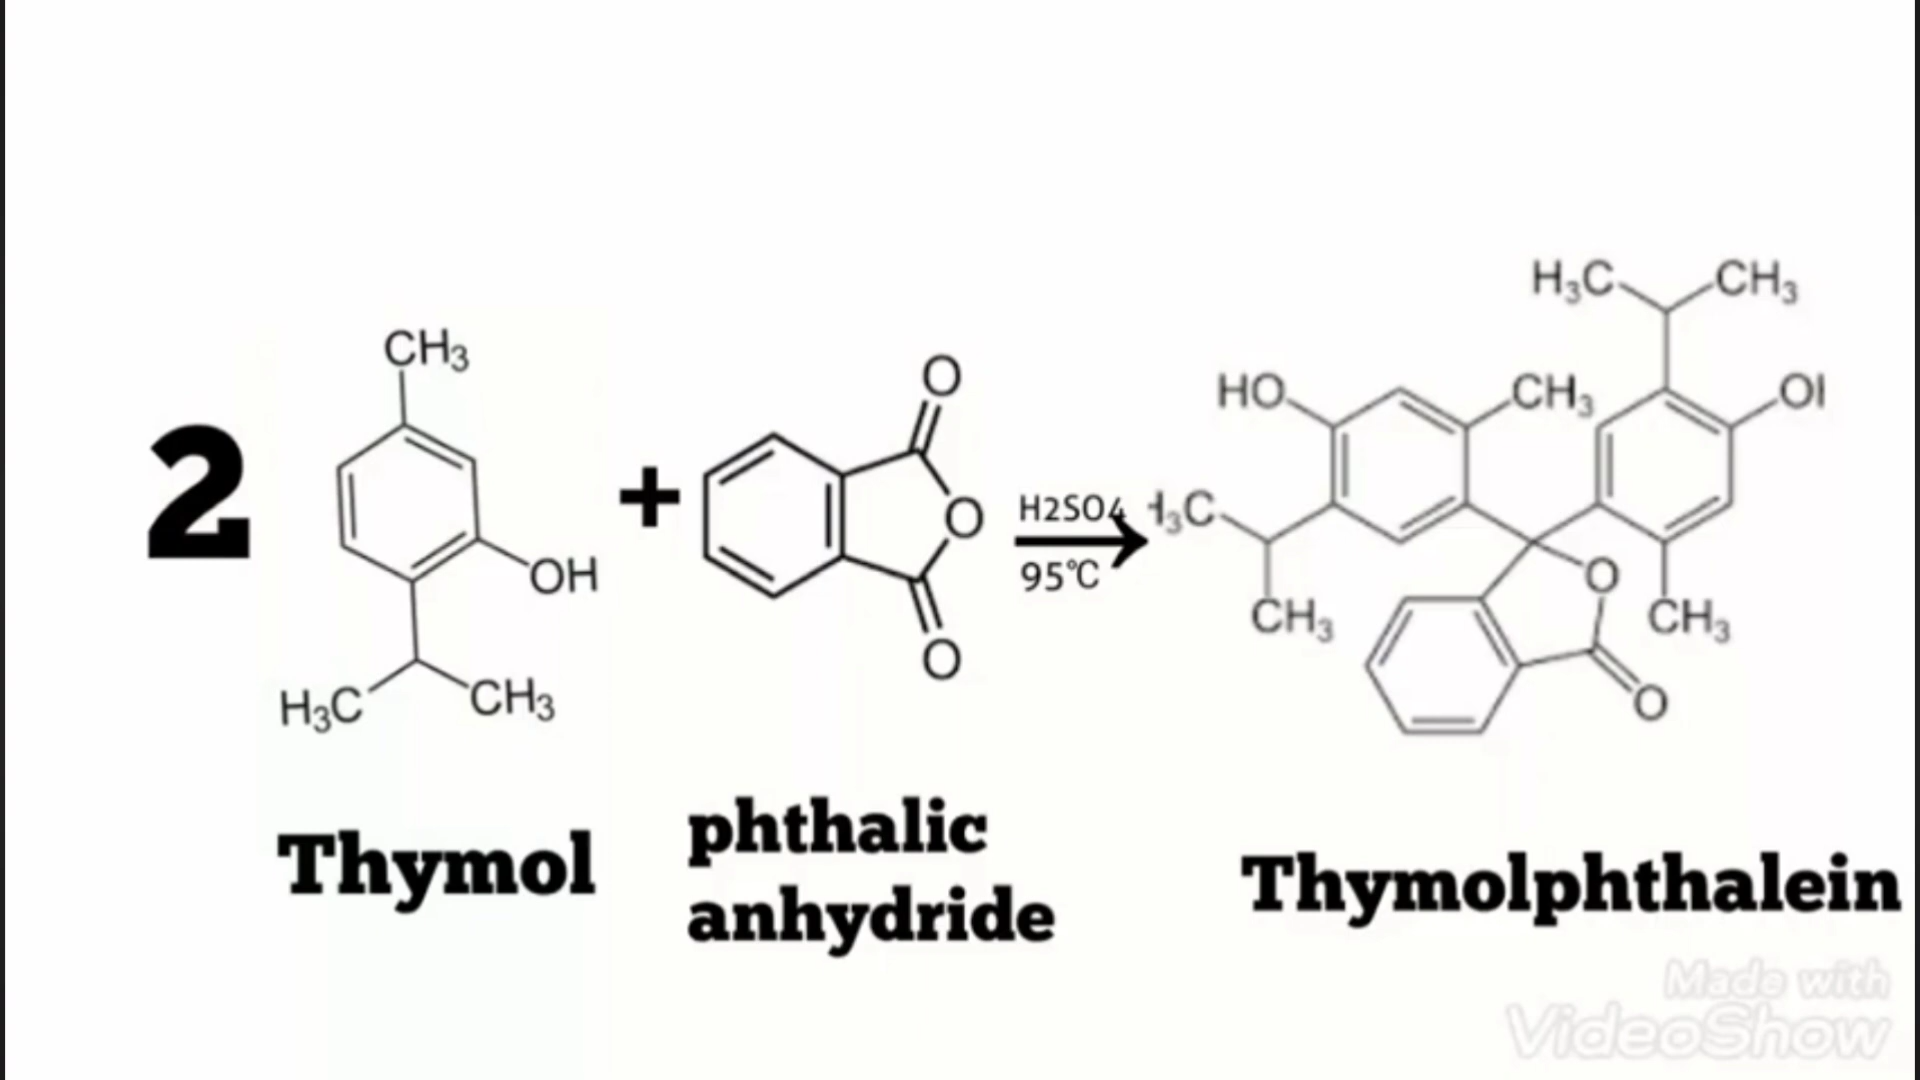 2
CH3
OH
H3C
CH3
Thymol
+
O
O
O
phthalic
anhydride
H2SO4
95℃
H3C
CH3
HO
CH3
OI
H3C
O
CH3
CH3
O
Thymolphthalein
Made with
VideoShow